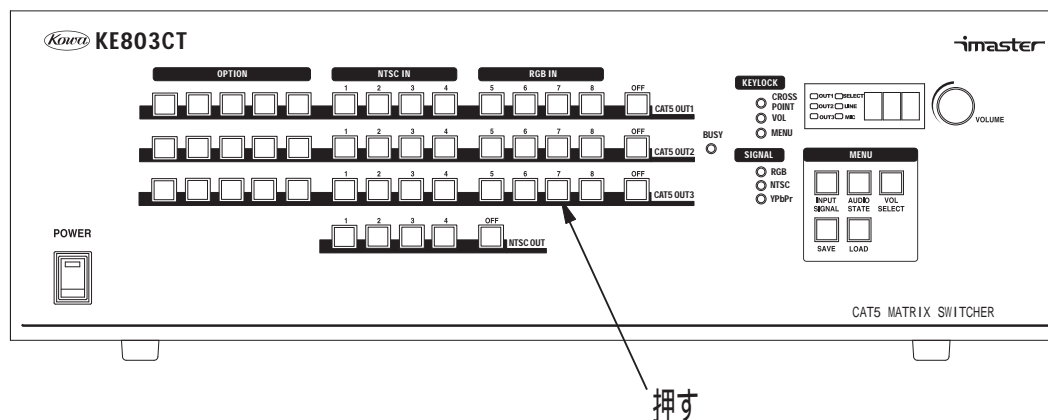 Kowa KE803CT
imaster
OPTION
NTSC IN
RGB IN
1 2 3 4 5 6 7 8 OFF
CAT5 OUT1
1 2 3 4 5 6 7 8 OFF
CAT5 OUT2
1 2 3 4 5 6 7 8 OFF
CAT5 OUT3
1 2 3 4 OFF
NTSC OUT
BUSY
KEYLOCK
CROSS
POINT
VOL
MENU
SIGNAL
RGB
NTSC
YPbPr
OUT1 SELECT
OUT2 LINE
OUT3 MIC
VOLUME
MENU
INPUT
SIGNAL
AUDIO
STATE
VOL
SELECT
SAVE
LOAD
POWER
CAT5 MATRIX SWITCHER
押す